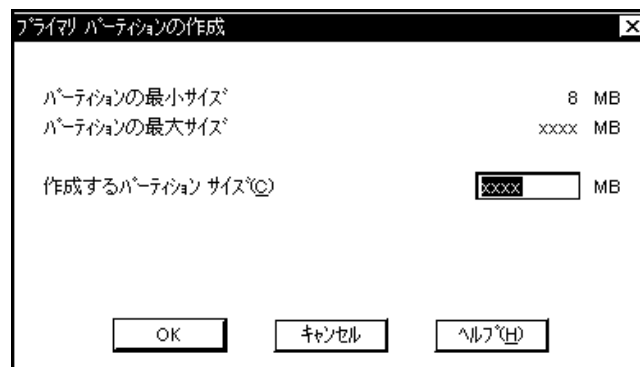 プライマリ パーティションの作成
パーティションの最小サイズ 8 MB
パーティションの最大サイズ xxxx MB
作成するパーティション サイズ(C) xxxx MB
OK キャンセル ヘルプ(H)